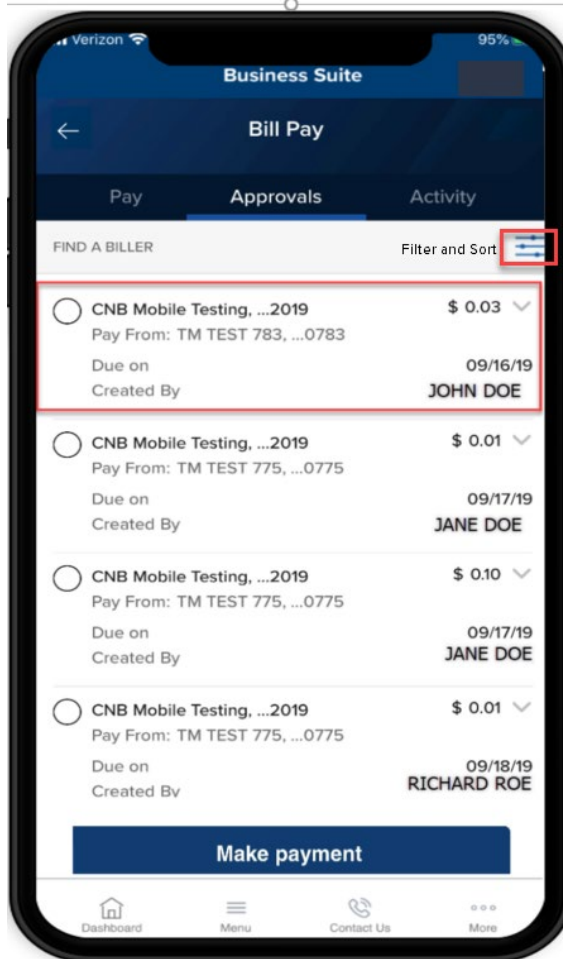 Verizon 95%
Business Suite
Bill Pay
Pay Approvals Activity
FIND A BILLER Filter and Sort
CNB Mobile Testing, ...2019 $ 0.03
Pay From: TM TEST 783, ...0783
Due on 09/16/19
Created By JOHN DOE
CNB Mobile Testing, ...2019 $ 0.01
Pay From: TM TEST 775, ...0775
Due on 09/17/19
Created By JANE DOE
CNB Mobile Testing, ...2019 $ 0.10
Pay From: TM TEST 775, ...0775
Due on 09/17/19
Created By JANE DOE
CNB Mobile Testing, ...2019 $ 0.01
Pay From: TM TEST 775, ...0775
Due on 09/18/19
Created By RICHARD ROE
Make payment
Dashboard Menu Contact Us More